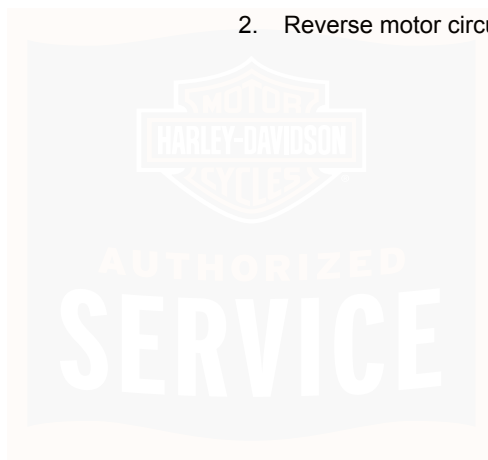 2. Reverse motor circu
MOTOR
HARLEY-DAVIDSON
CYCLES
AUTHORIZED
SERVICE